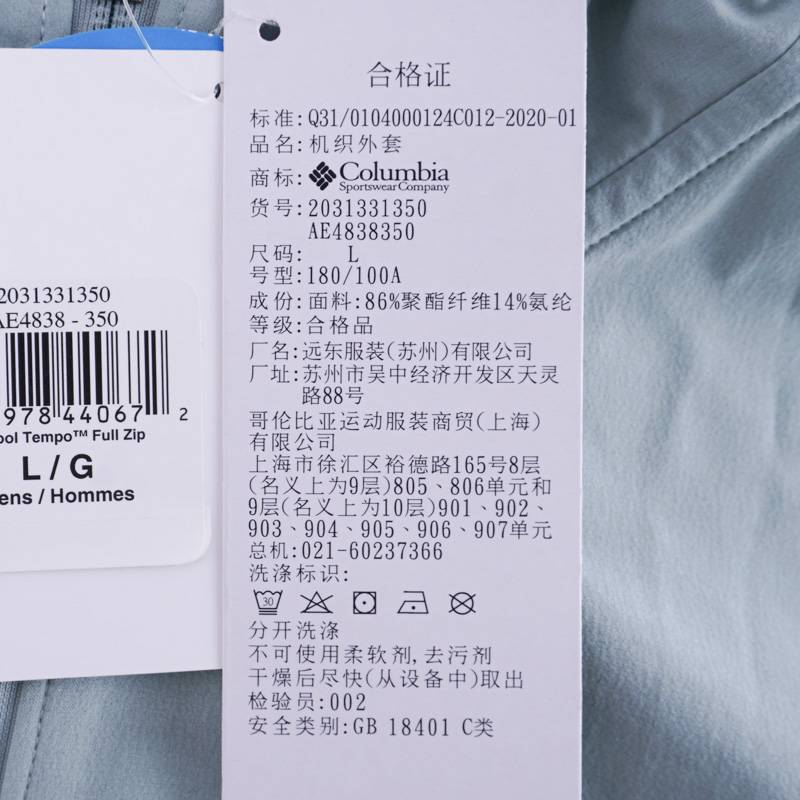 2031331350
AE4838 - 350
978 44067 2
ool Tempo™ Full Zip
L / G
ens / Hommes
合格证
标准:Q31/0104000124C012-2020-01
品名:机织外套
商标:Columbia
Sportswear Company
货号:2031331350
AE4838350
尺码: L
号型:180/100A
成份:面料:86%聚酯纤维14%氨纶
等级:合格品
厂名:远东服装(苏州)有限公司
厂址:苏州市吴中经济开发区天灵
路88号
哥伦比亚运动服装商贸(上海)
有限公司
上海市徐汇区裕德路165号8层
(名义上为9层)805、806单元和
9层(名义上为10层)901、902、
903、904、905、906、907单元
总机:021-60237366
洗涤标识:
30
分开洗涤
不可使用柔软剂,去污剂
干燥后尽快(从设备中)取出
检验员:002
安全类别:GB 18401 C类